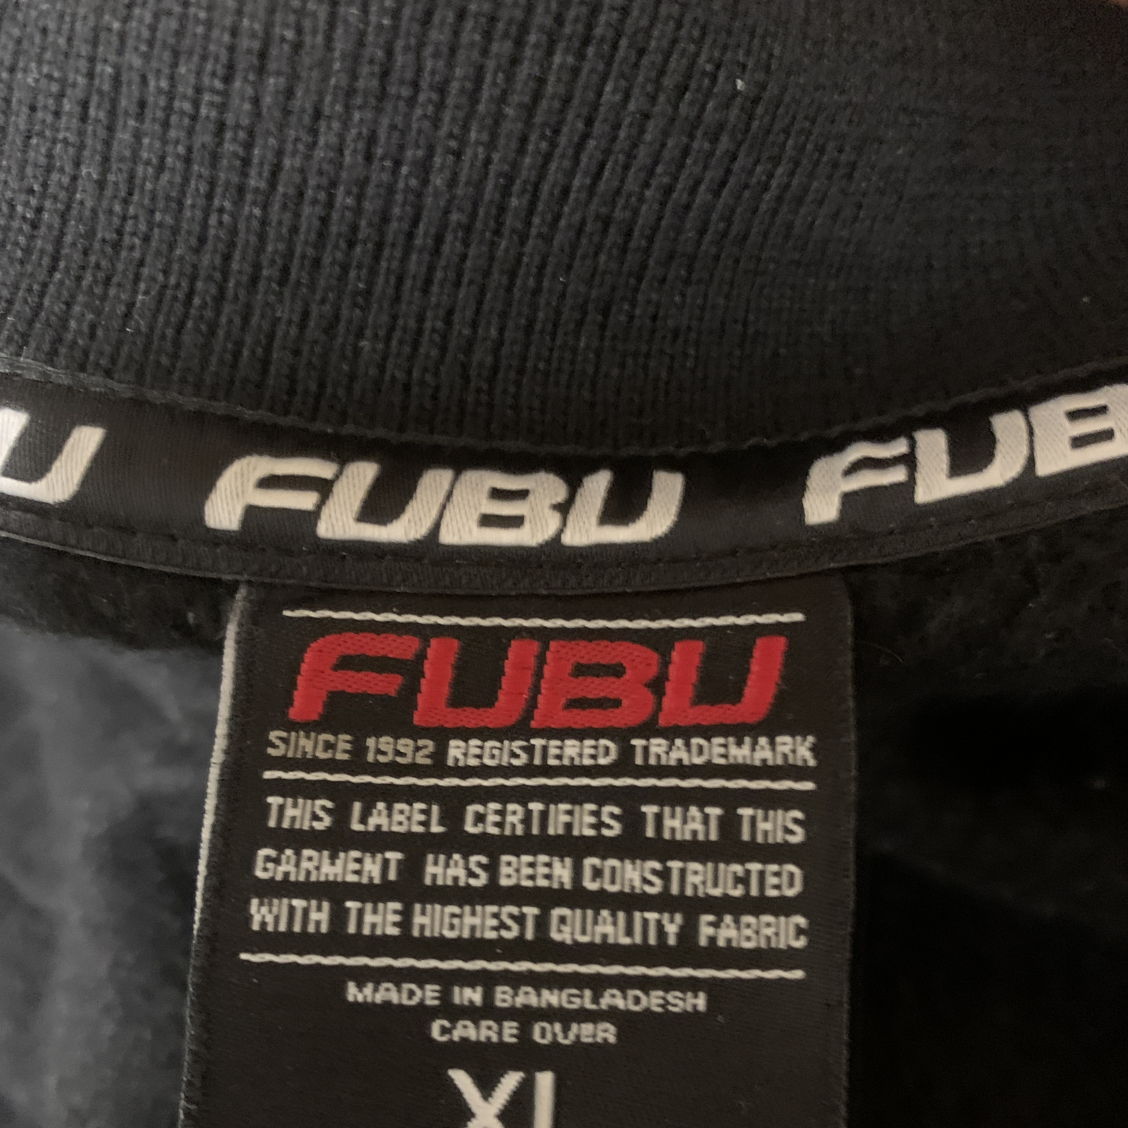 U FUBU FUB
FUBU
SINCE 1992 REGISTERED TRADEMARK
THIS LABEL CERTIFIES THAT THIS
GARMENT HAS BEEN CONSTRUCTED
WITH THE HIGHEST QUALITY FABRIC
MADE IN BANGLADESH
CARE OVER
XL